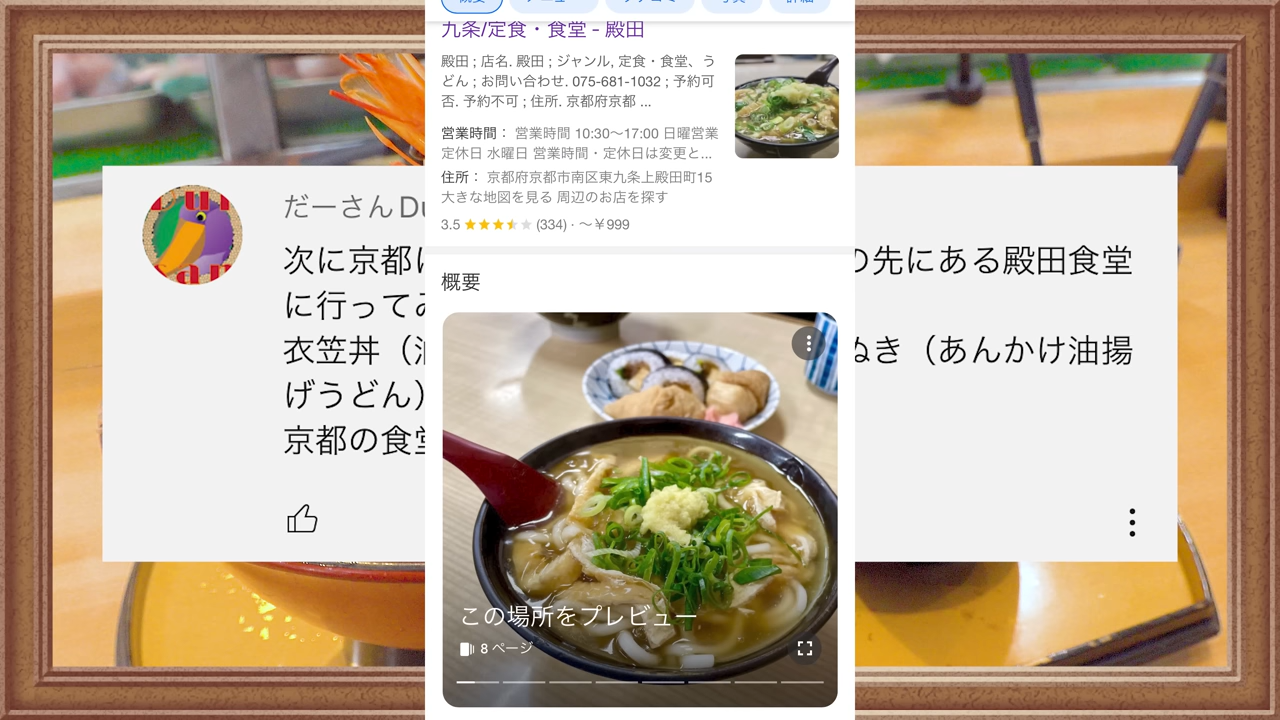 九条/定食・食堂 - 殿田
殿田 ; 店名. 殿田 ; ジャンル, 定食・食堂、う
どん ; お問い合わせ. 075-681-1032 ; 予約可
否. 予約不可 ; 住所. 京都府京都 ...
営業時間： 営業時間 10:30〜17:00 日曜営業
定休日 水曜日 営業時間・定休日は変更と...
住所： 京都府京都市南区東九条上殿田町15
大きな地図を見る 周辺のお店を探す
3.5 (334) · 〜￥999
概要
この場所をプレビュー
8 ページ
だーさん
次に京都に の先にある殿田食堂
に行って
衣笠丼 ぬき（あんかけ油揚
げうどん）
京都の食堂